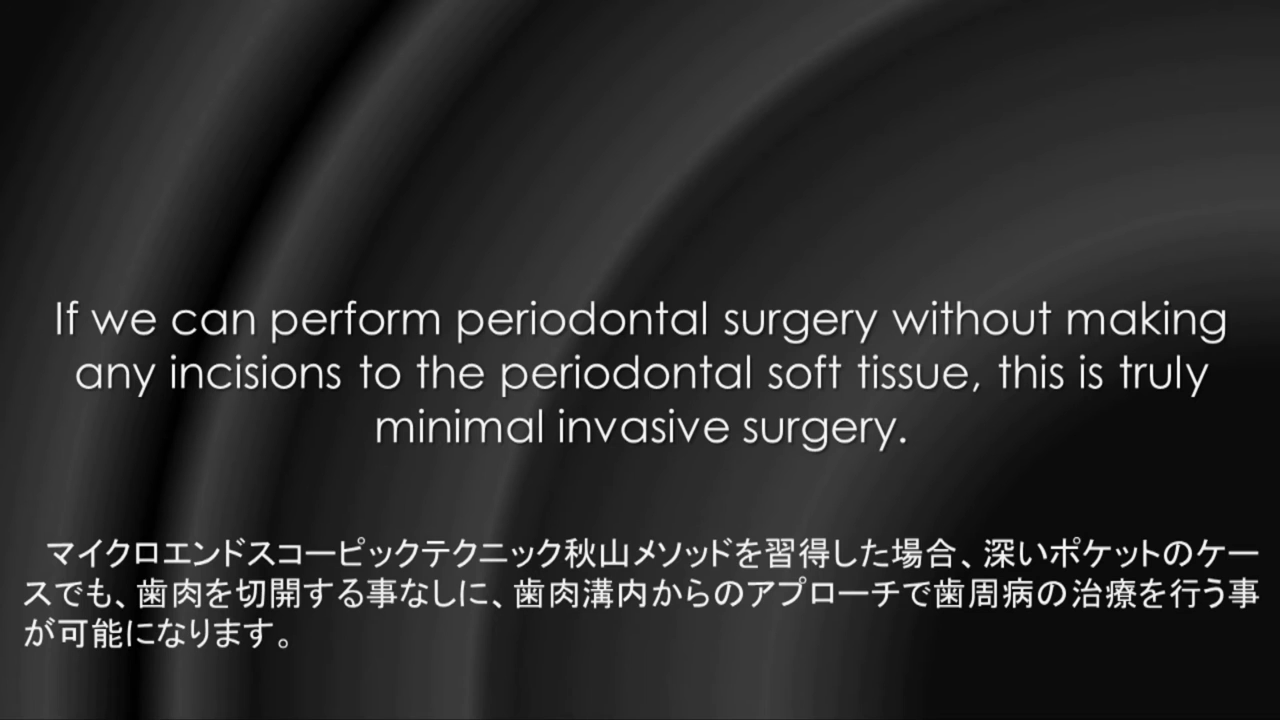 If we can perform periodontal surgery without making
any incisions to the periodontal soft tissue, this is truly
minimal invasive surgery.
マイクロエンドスコーピックテクニック秋山メソッドを習得した場合、深いポケットのケー
スでも、歯肉を切開する事なしに、歯肉溝内からのアプローチで歯周病の治療を行う事
が可能になります。